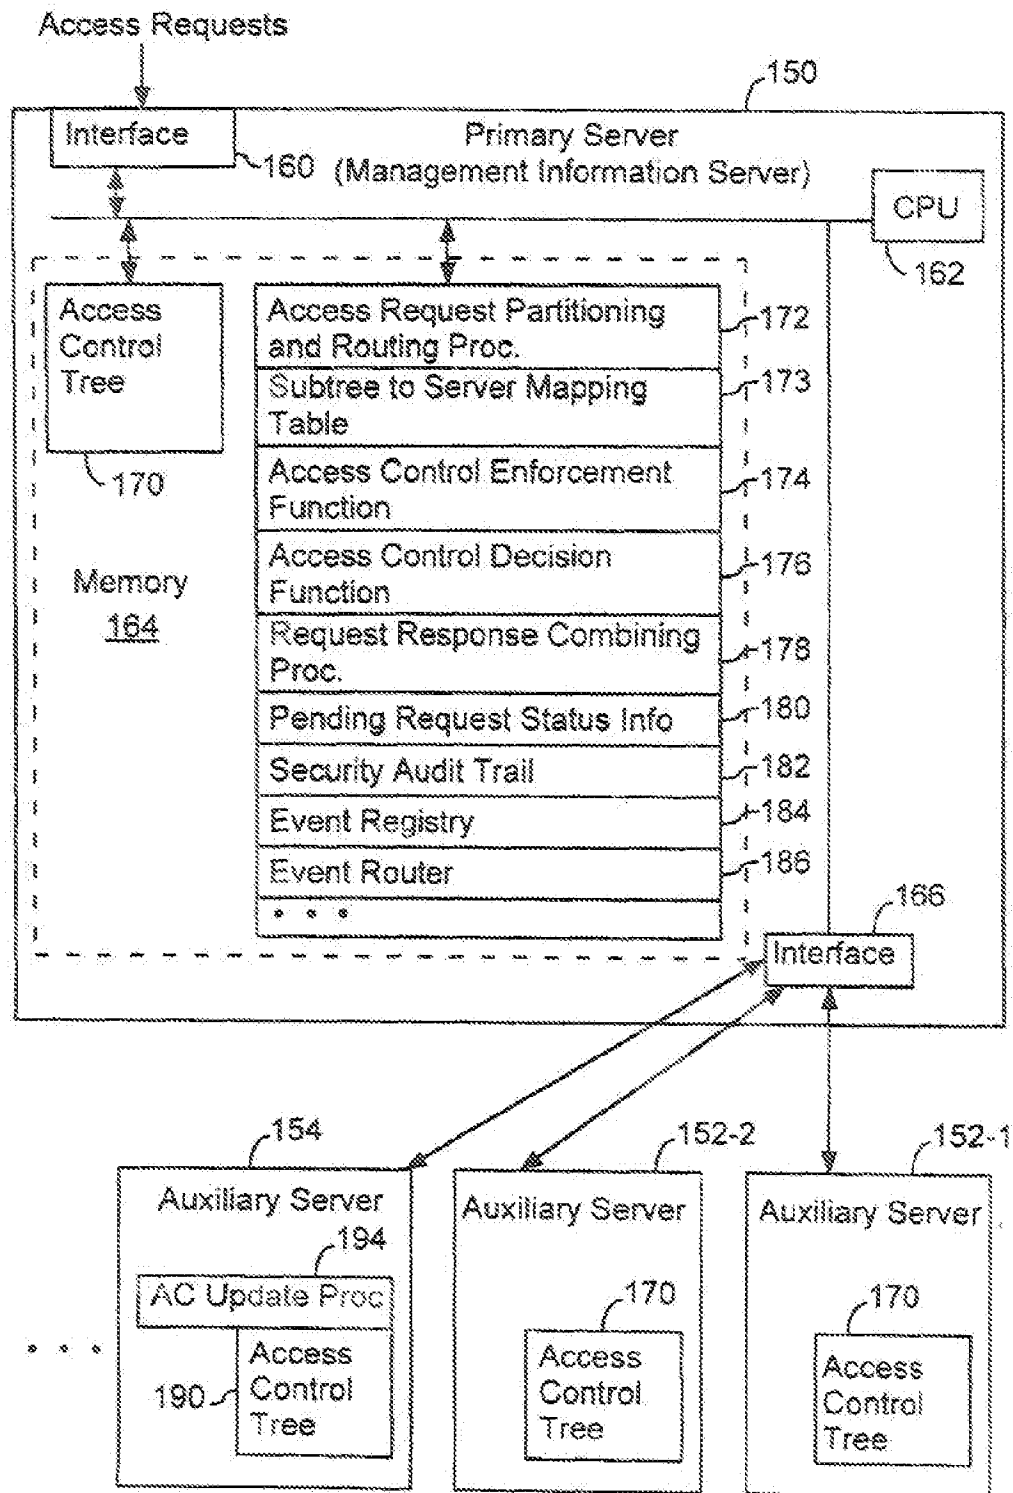 Access Requests
150
Interface
160
Primary Server
(Management Information Server)
CPU
162
Access
Control
Tree
170
Memory
164
Access Request Partitioning
and Routing Proc.
172
Subtree to Server Mapping
Table
173
Access Control Enforcement
Function
174
Access Control Decision
Function
176
Request Response Combining
Proc.
178
Pending Request Status Info
180
Security Audit Trail
182
Event Registry
184
Event Router
186
• • •
166
Interface
154
Auxiliary Server
194
AC Update Proc
190
Access
Control
Tree
152-2
Auxiliary Server
170
Access
Control
Tree
152-1
Auxiliary Server
170
Access
Control
Tree
• • •